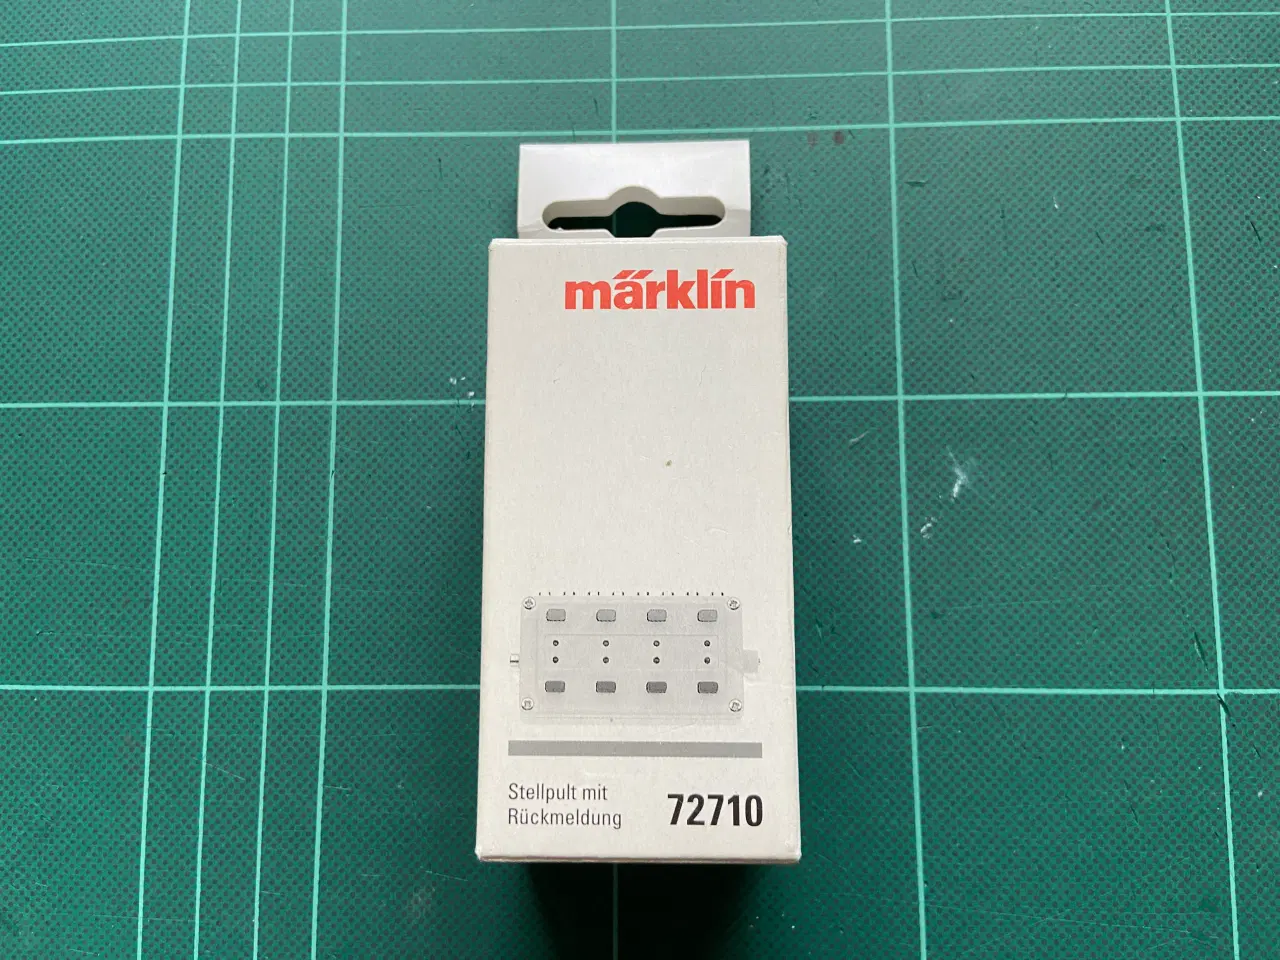 märklin
Stellpult mit
Rückmeldung
72710